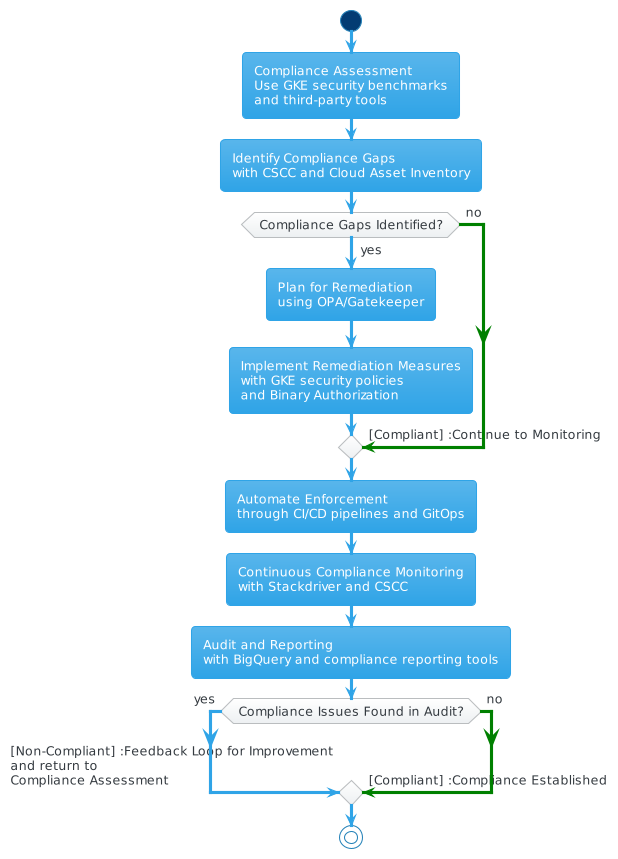 Compliance Assessment
Use GKE security benchmarks
and third-party tools
Identify Compliance Gaps
with CSCC and Cloud Asset Inventory
Compliance Gaps Identified?
no
yes
Plan for Remediation
using OPA/Gatekeeper
Implement Remediation Measures
with GKE security policies
and Binary Authorization
[Compliant] :Continue to Monitoring
Automate Enforcement
through CI/CD pipelines and GitOps
Continuous Compliance Monitoring
with Stackdriver and CSCC
Audit and Reporting
with BigQuery and compliance reporting tools
yes
Compliance Issues Found in Audit?
no
[Non-Compliant] :Feedback Loop for Improvement
and return to
Compliance Assessment
[Compliant] :Compliance Established